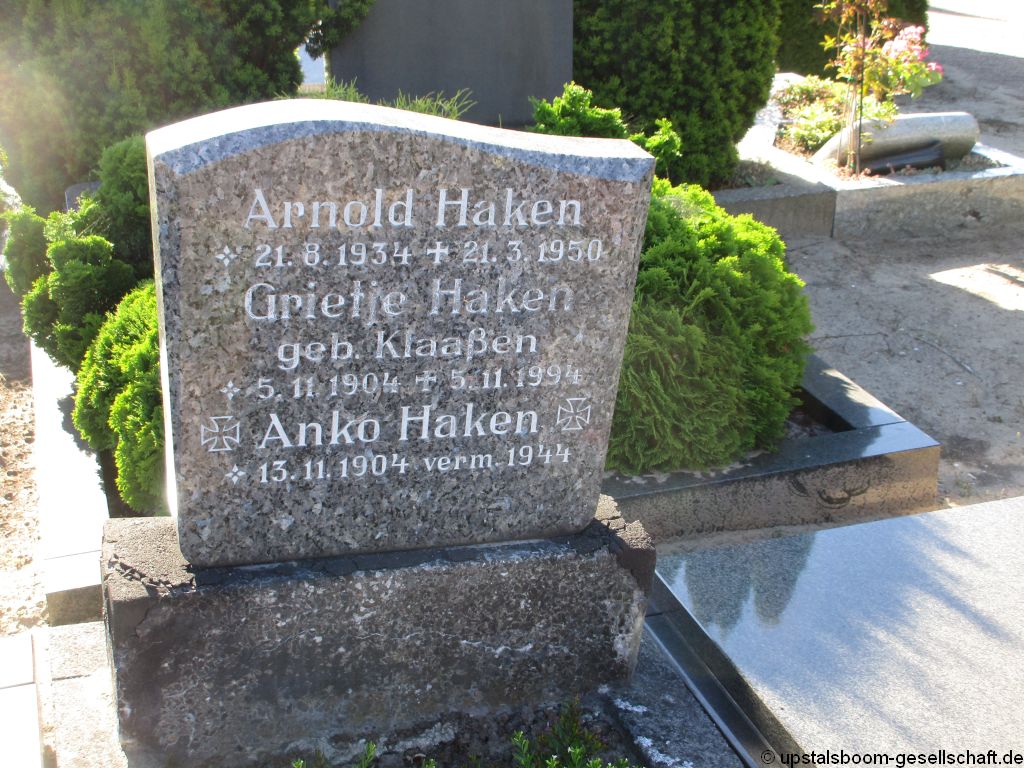 Arnold Haken
21. 8. 1934 + 21. 3. 1950
Grietje Haken
geb. Klaaßen
5. 11. 1904 + 5. 11. 1994
Anko Haken
13. 11. 1904 verm. 1944
© upstalsboom-gesellschaft.de